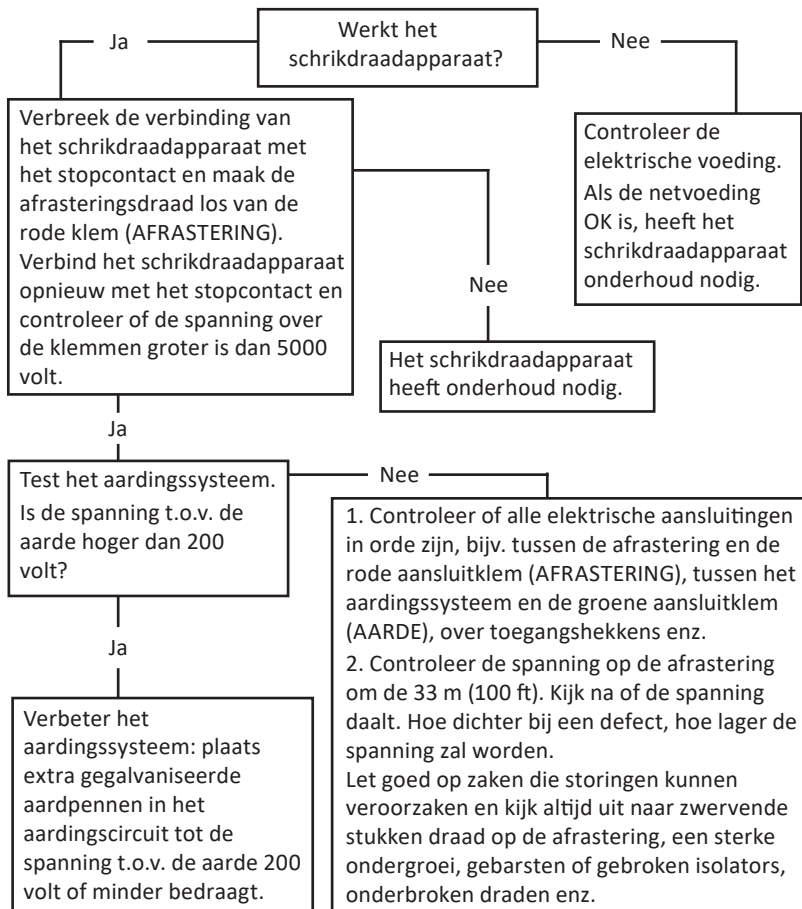 Werkt het
schrikdraadapparaat?
Ja
Nee
Verbreek de verbinding van
het schrikdraadapparaat met
het stopcontact en maak de
afrasteringsdraad los van de
rode klem (AFRASTERING).
Verbind het schrikdraadapparaat
opnieuw met het stopcontact en
controleer of de spanning over
de klemmen groter is dan 5000
volt.
Controleer de
elektrische voeding.
Als de netvoeding
OK is, heeft het
schrikdraadapparaat
onderhoud nodig.
Nee
Het schrikdraadapparaat
heeft onderhoud nodig.
Ja
Test het aardingssysteem.
Is de spanning t.o.v. de
aarde hoger dan 200
volt?
Nee
1. Controleer of alle elektrische aansluitingen
in orde zijn, bijv. tussen de afrastering en de
rode aansluitklem (AFRASTERING), tussen het
aardingssysteem en de groene aansluitklem
(AARDE), over toegangshekkens enz.
2. Controleer de spanning op de afrastering
om de 33 m (100 ft). Kijk na of de spanning
daalt. Hoe dichter bij een defect, hoe lager de
spanning zal worden.
Let goed op zaken die storingen kunnen
veroorzaken en kijk altijd uit naar zwervende
stukken draad op de afrastering, een sterke
ondergroei, gebarsten of gebroken isolators,
onderbroken draden enz.
Ja
Verbeter het
aardingssysteem: plaats
extra gegalvaniseerde
aardpennen in het
aardingscircuit tot de
spanning t.o.v. de aarde 200
volt of minder bedraagt.